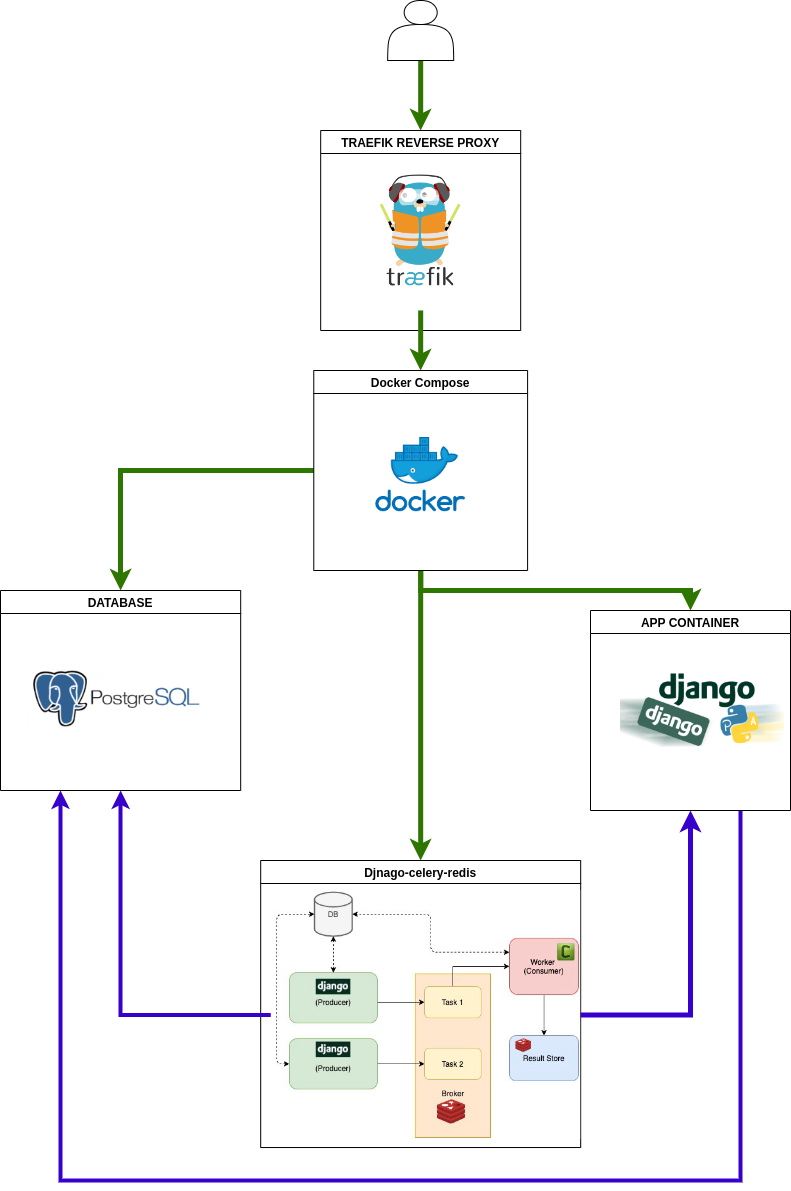 TRAEFIK REVERSE PROXY
træfik
Docker Compose
docker
DATABASE
PostgreSQL
APP CONTAINER
django
django
Djnago-celery-redis
DB
django
(Producer)
django
(Producer)
Task 1
Task 2
Broker
C
Worker
(Consumer)
Result Store